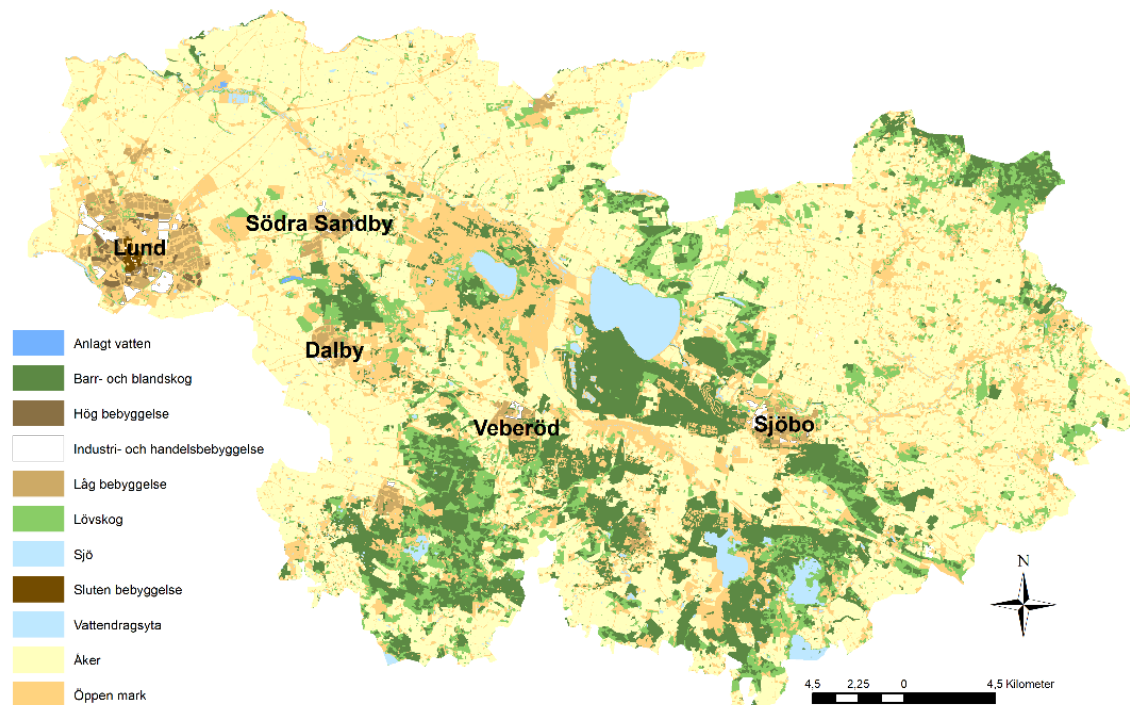 Södra Sandby
Lund
Dalby
Veberöd
Sjöbo
Anlagt vatten
Barr- och blandskog
Hög bebyggelse
Industri- och handelsbebyggelse
Låg bebyggelse
Lövskog
Sjö
Sluten bebyggelse
Vattendragsyta
Åker
Öppen mark
N
4,5 2,25 0 4,5 Kilometer